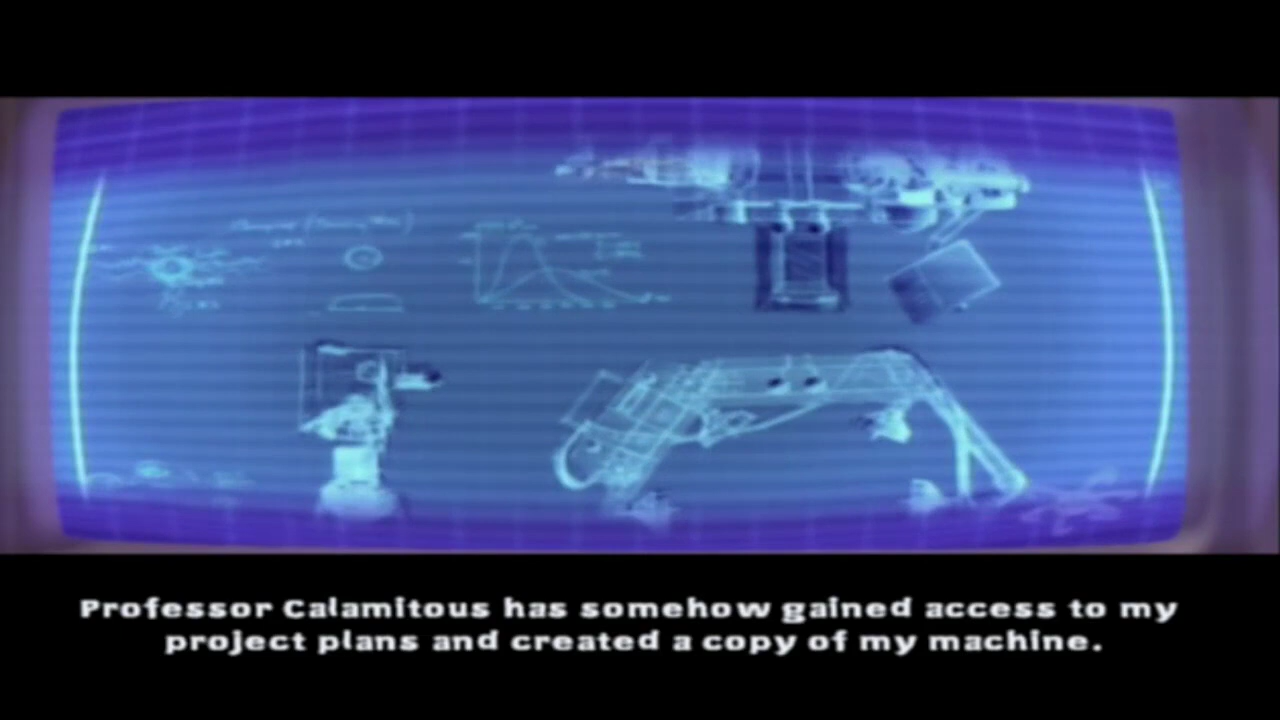 Professor Calamitous has somehow gained access to my
project plans and created a copy of my machine.